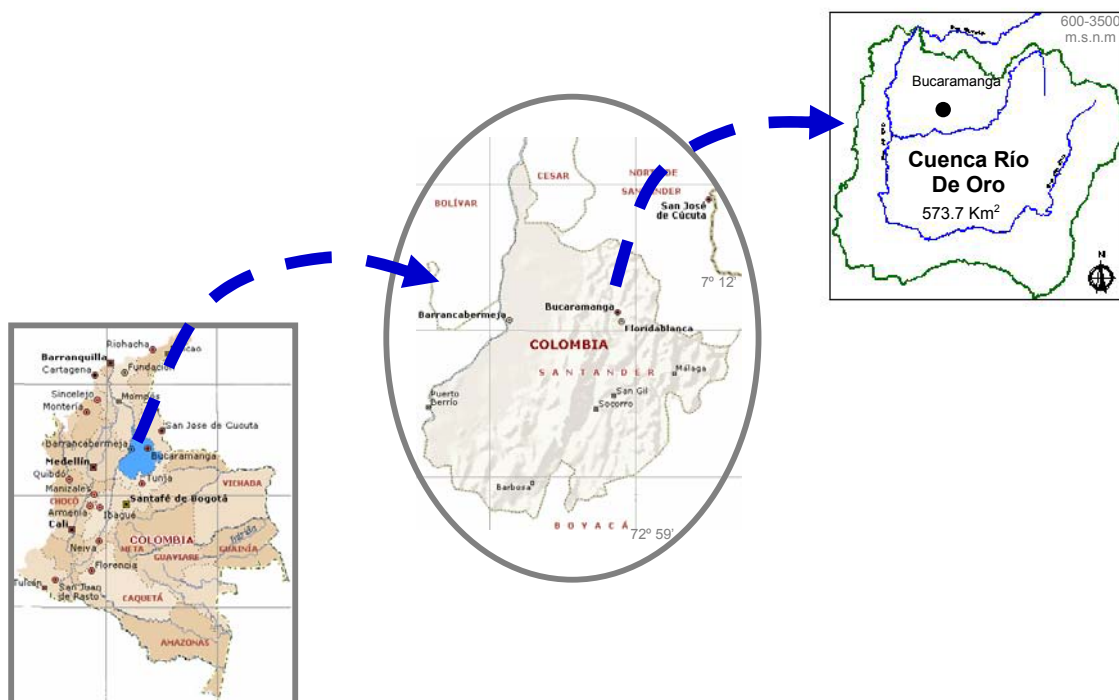 Riohacha
Barranquilla
Cartagena
Fundación
Sincelejo
Montería
San Jose de Cucuta
Barrancabermeja
Bucaramanga
Medellín
Quibdó
Tunja
VICHADA
Manizales
CHOCÓ
Santafé de Bogotá
Armenia
Ibagué
Cali
COLOMBIA
Neiva
META
GUAINÍA
GUAVIARE
Florencia
Tulcán
San Juan
de Pasto
CAQUETÁ
AMAZONAS
CESAR
NORTE DE
SANTANDER
BOLÍVAR
San José
de Cúcuta
7º 12'
Bucaramanga
Barrancabermeja
Floridablanca
COLOMBIA
SANTANDER
Málaga
Puerto
Berrío
San Gil
Socorro
Barbosa
BOYACÁ
72º 59'
600-3500
m.s.n.m
Bucaramanga
Cuenca Río
De Oro
573.7 Km²
N